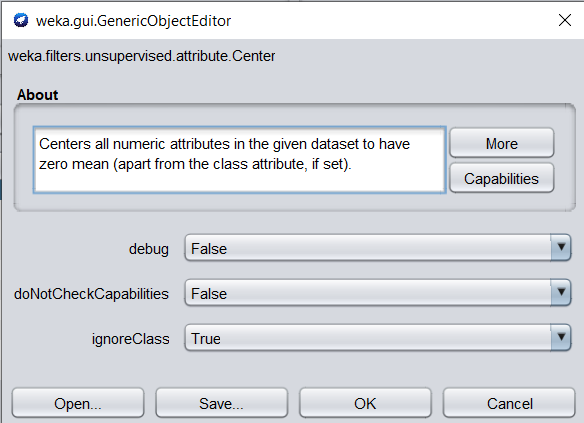 weka.gui.GenericObjectEditor
weka.filters.unsupervised.attribute.Center
About
Centers all numeric attributes in the given dataset to have
zero mean (apart from the class attribute, if set).
More
Capabilities
debug False
doNotCheckCapabilities False
ignoreClass True
Open... Save... OK Cancel